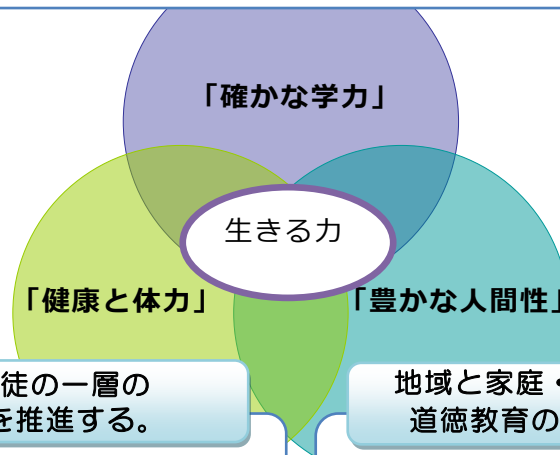 「確かな学力」
生きる力
「健康と体力」
「豊かな人間性」
徒の一層の
を推進する。
地域と家庭・
道徳教育の